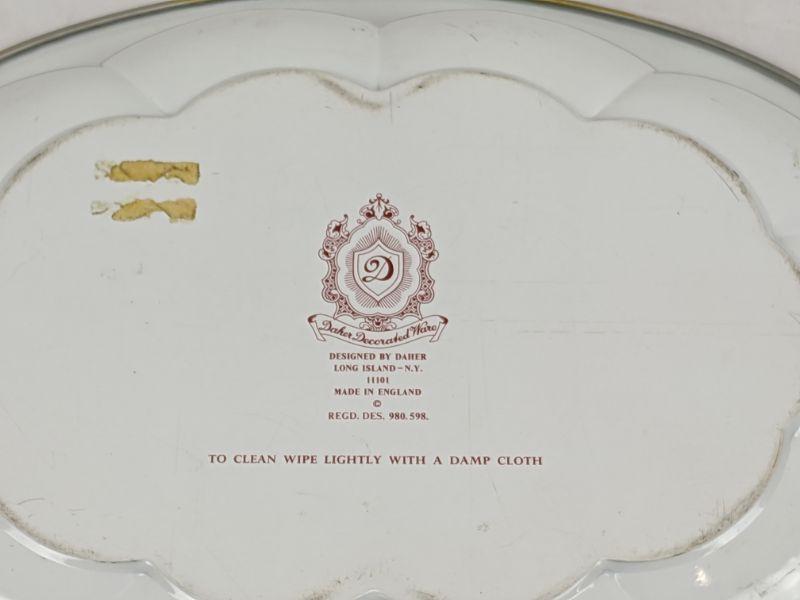 D
Daher Decorated Ware
DESIGNED BY DAHER
LONG ISLAND-N.Y.
11101
MADE IN ENGLAND
©
REGD. DES. 980.598.
TO CLEAN WIPE LIGHTLY WITH A DAMP CLOTH